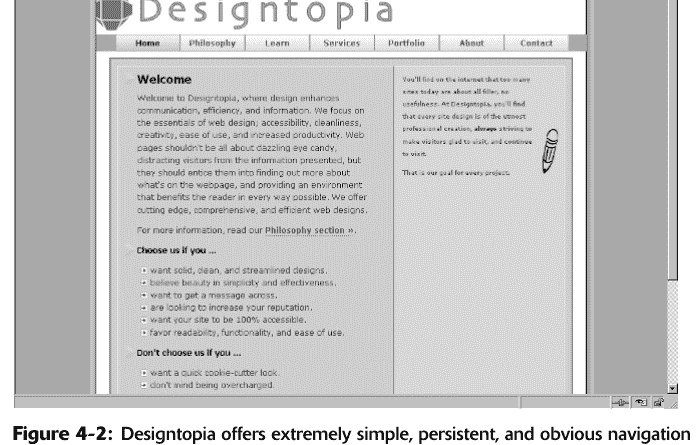 Designtopia
Home Philosophy Learn Services Portfolio About Contact
Welcome
Welcome to Designtopia, where design enhances
communication, efficiency, and information. We focus on
the essentials of web design; accessibility, cleanliness,
creativity, ease of use, and increased productivity. Web
pages shouldn't be all about dazzling eye candy,
distracting visitors from the information presented, but
they should entice them into finding out more about
what's on the webpage, and providing an environment
that benefits the reader in every way possible. We offer
cutting edge, comprehensive, and efficient web designs.
For more information, read our Philosophy section ».
Choose us if you ...
want solid, clean, and streamlined designs.
believe beauty in simplicity and effectiveness.
want to get a message across.
are looking to increase your reputation.
want your site to be 100% accessible.
favor readability, functionality, and ease of use.
Don't choose us if you ...
want a quick cookie-cutter look.
don't mind being overcharged.
You'll find on the internet that too many
sites today are about all filler, no
usefulness. At Designtopia, you'll find
that every site design is of the utmost
professional creation, always striving to
make visitors glad to visit, and continue
to visit.
That is our goal for every project.
Figure 4-2: Designtopia offers extremely simple, persistent, and obvious navigation